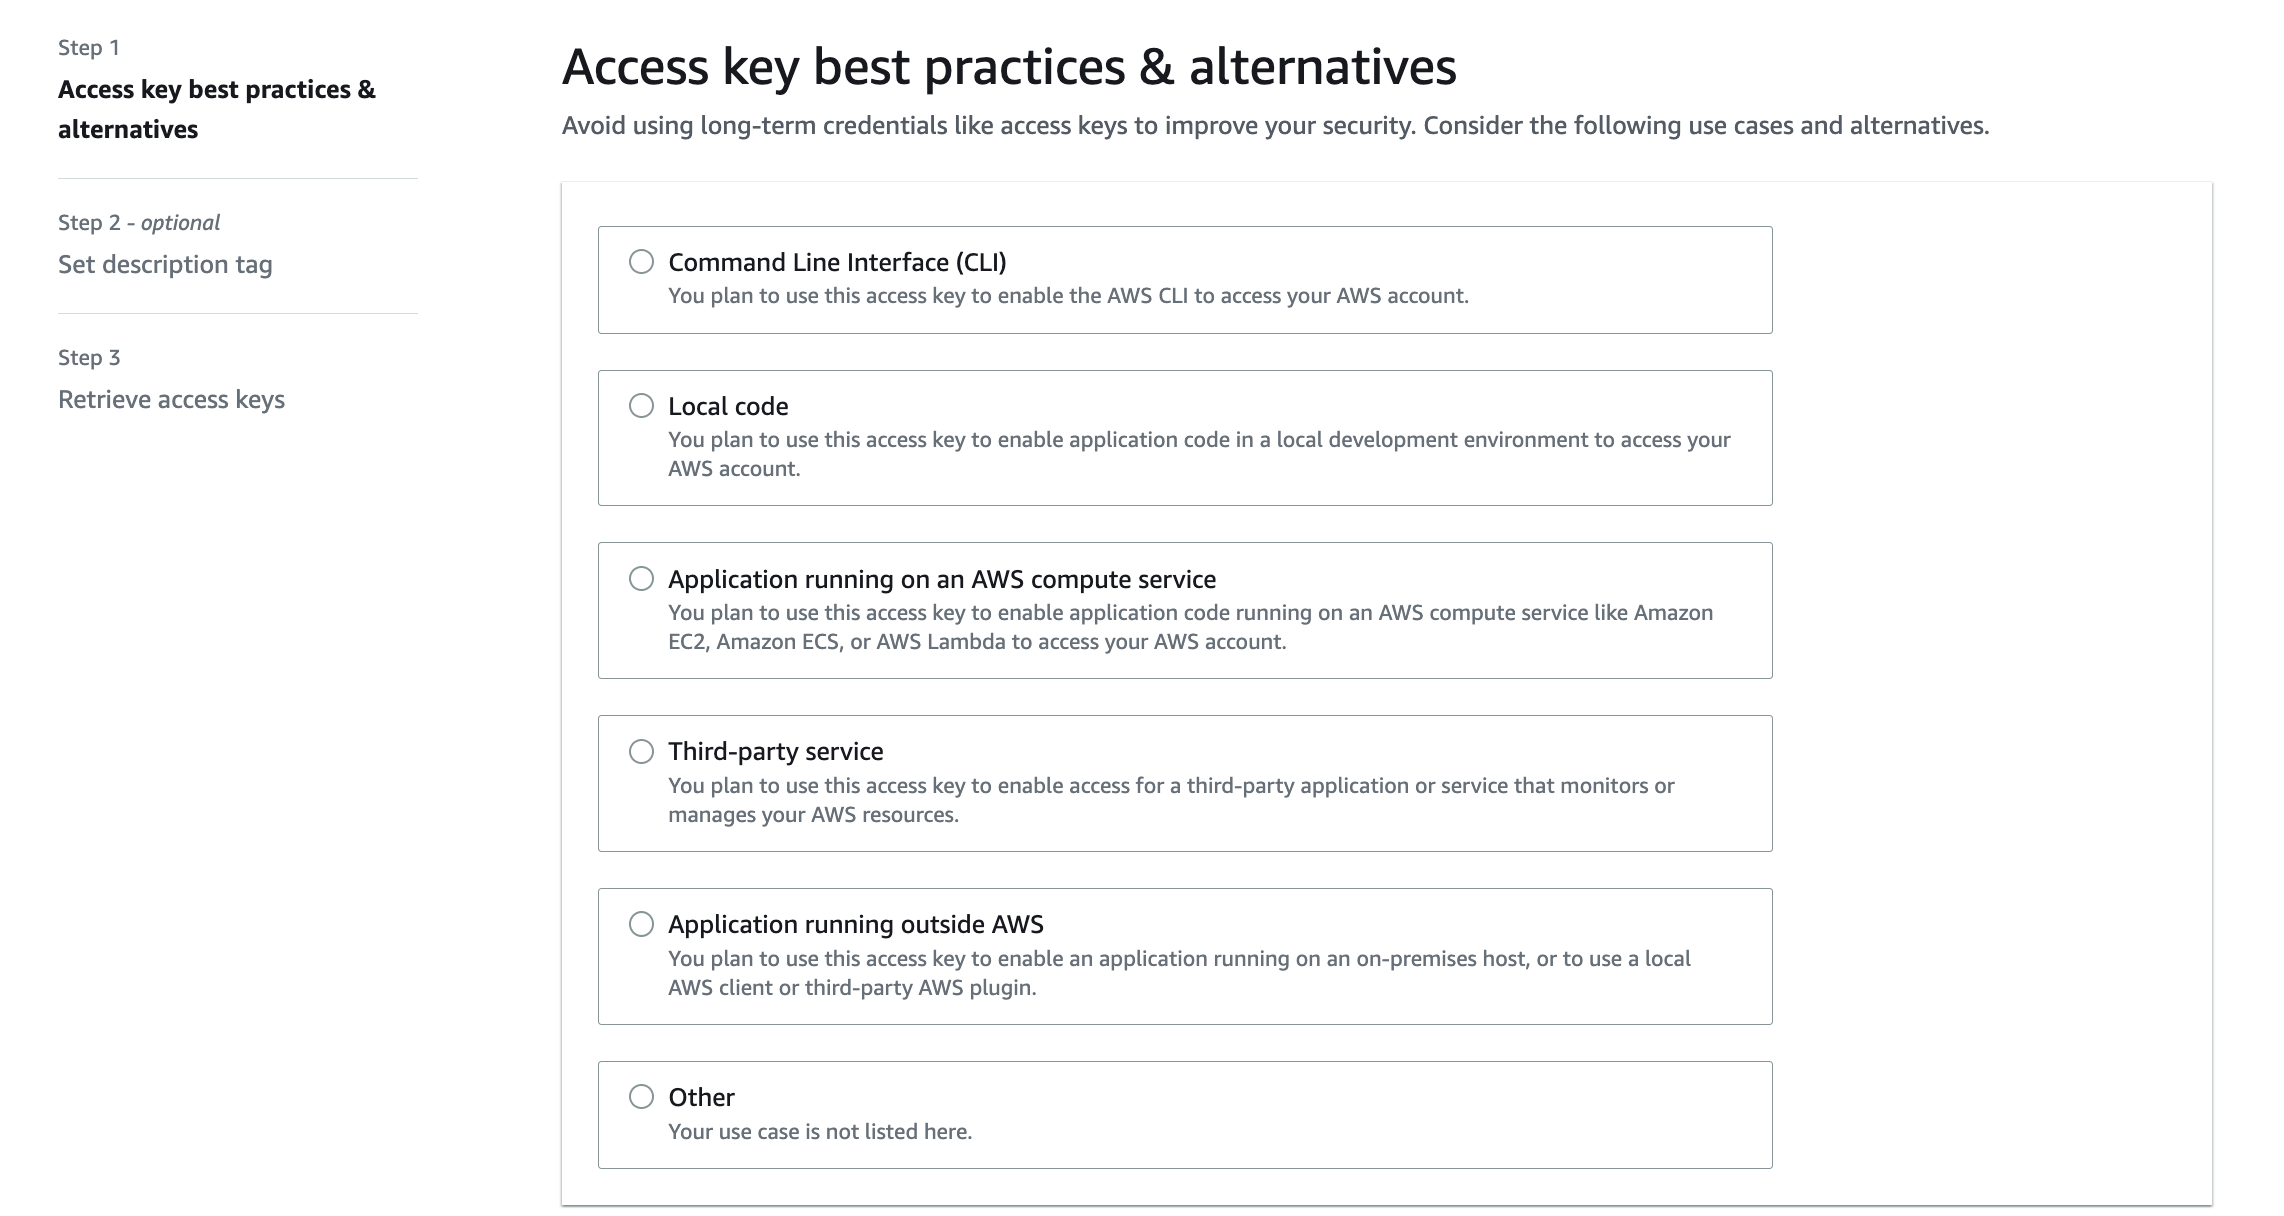 Step 1
Access key best practices &
alternatives
Step 2 - optional
Set description tag
Step 3
Retrieve access keys
Access key best practices & alternatives
Avoid using long-term credentials like access keys to improve your security. Consider the following use cases and alternatives.
Command Line Interface (CLI)
You plan to use this access key to enable the AWS CLI to access your AWS account.
Local code
You plan to use this access key to enable application code in a local development environment to access your
AWS account.
Application running on an AWS compute service
You plan to use this access key to enable application code running on an AWS compute service like Amazon
EC2, Amazon ECS, or AWS Lambda to access your AWS account.
Third-party service
You plan to use this access key to enable access for a third-party application or service that monitors or
manages your AWS resources.
Application running outside AWS
You plan to use this access key to enable an application running on an on-premises host, or to use a local
AWS client or third-party AWS plugin.
Other
Your use case is not listed here.